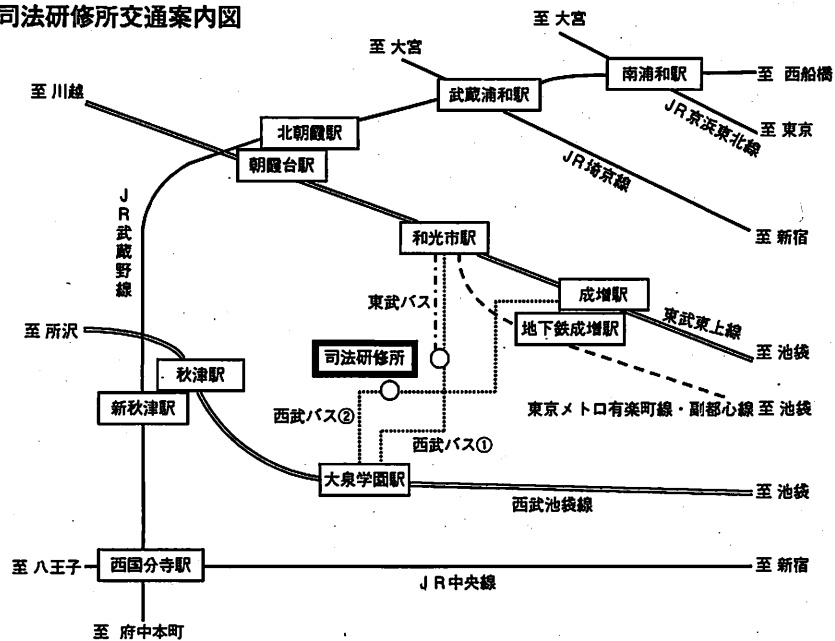 司法研修所交通案内図
至 大宮
至 大宮
南浦和駅
至 西船橋
武蔵浦和駅
至 川越
JR京浜東北線
至 東京
北朝霞駅
朝霞台駅
JR埼京線
JR武蔵野線
和光市駅
至 新宿
成増駅
東武バス
地下鉄成増駅
東武東上線
至 所沢
司法研修所
至 池袋
秋津駅
新秋津駅
西武バス②
東京メトロ有楽町線・副都心線 至 池袋
西武バス①
大泉学園駅
至 池袋
西武池袋線
至 八王子
西国分寺駅
至 新宿
JR中央線
至 府中本町